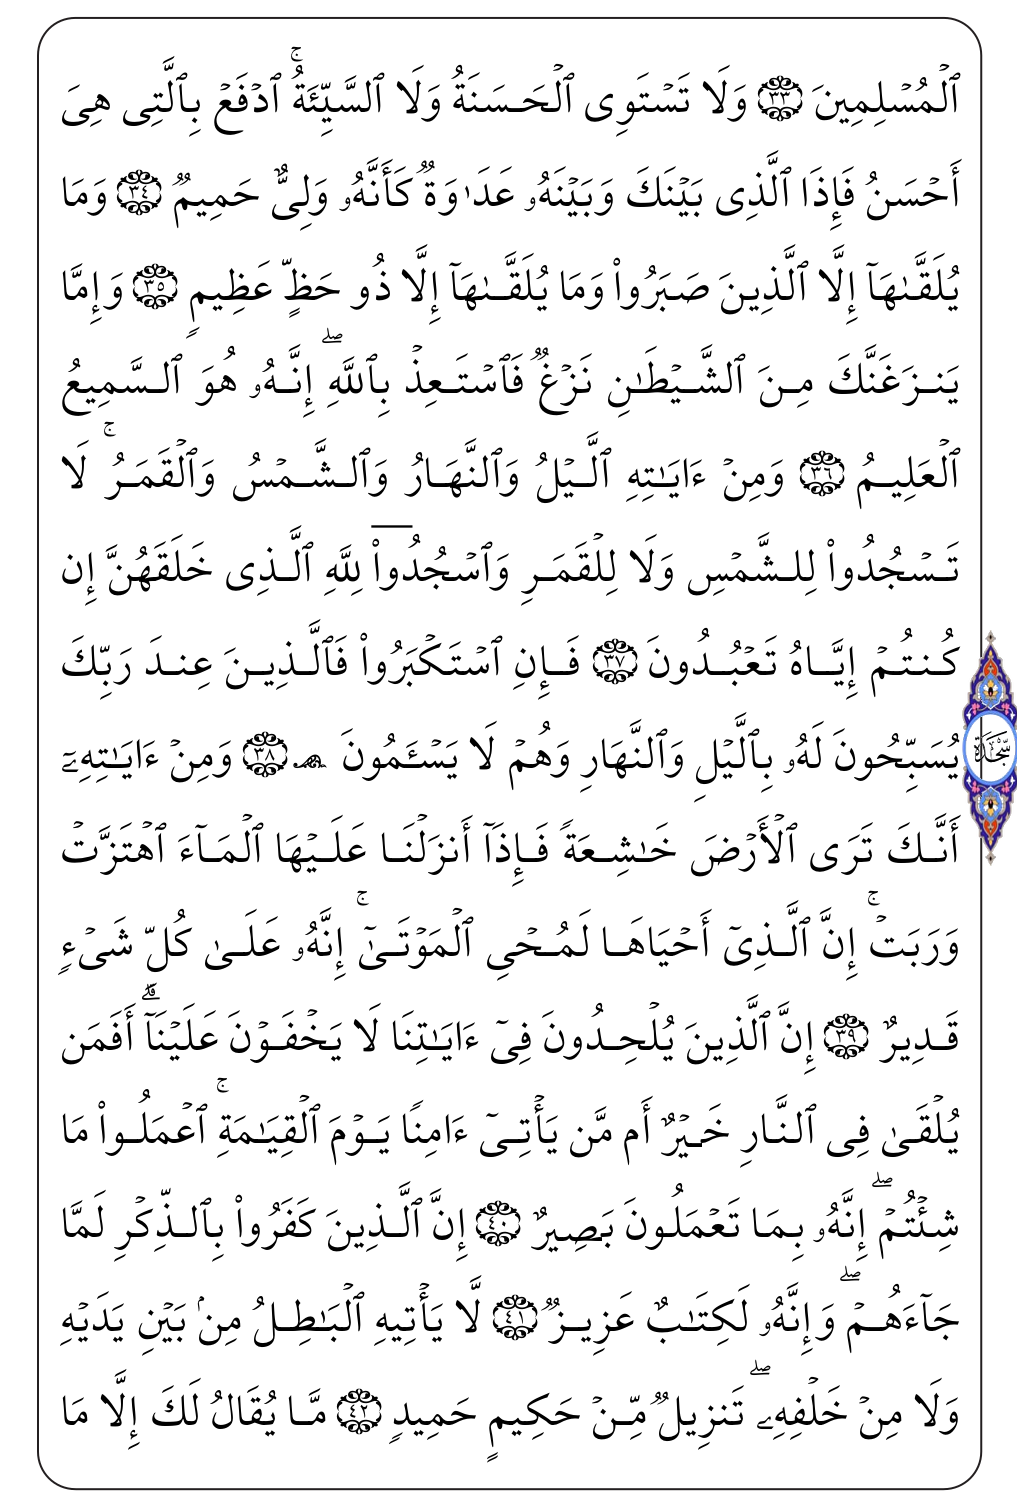 ٱلۡمُسۡلِمِينَ ٣٣ وَلَا تَسۡتَوِى ٱلۡحَسَنَةُ وَلَا ٱلسَّيِّئَةُۚ ٱدۡفَعۡ بِٱلَّتِى هِىَ
أَحۡسَنُ فَإِذَا ٱلَّذِى بَيۡنَكَ وَبَيۡنَهُۥ عَدَٰوَةٌ كَأَنَّهُۥ وَلِىٌّ حَمِيمٌ ٣٤ وَمَا
يُلَقَّىٰهَآ إِلَّا ٱلَّذِينَ صَبَرُواْ وَمَا يُلَقَّىٰهَآ إِلَّا ذُو حَظٍّ عَظِيمٍ ٣٥ وَإِمَّا
يَنزَغَنَّكَ مِنَ ٱلشَّيۡطَٰنِ نَزۡغٌ فَٱسۡتَعِذۡ بِٱللَّهِۖ إِنَّهُۥ هُوَ ٱلسَّمِيعُ
ٱلۡعَلِيمُ ٣٦ وَمِنۡ ءَايَٰتِهِ ٱلَّيۡلُ وَٱلنَّهَارُ وَٱلشَّمۡسُ وَٱلۡقَمَرُۚ لَا
تَسۡجُدُواْ لِلشَّمۡسِ وَلَا لِلۡقَمَرِ وَٱسۡجُدُواْ لِلَّهِ ٱلَّذِى خَلَقَهُنَّ إِن
كُنتُمۡ إِيَّاهُ تَعۡبُدُونَ ٣٧ فَإِنِ ٱسۡتَكۡبَرُواْ فَٱلَّذِينَ عِندَ رَبِّكَ
يُسَبِّحُونَ لَهُۥ بِٱلَّيۡلِ وَٱلنَّهَارِ وَهُمۡ لَا يَسۡـَٔمُونَ ۩ ٣٨ وَمِنۡ ءَايَٰتِهِۦٓ
سَجْدَة
أَنَّكَ تَرَى ٱلۡأَرۡضَ خَٰشِعَةً فَإِذَآ أَنزَلۡنَا عَلَيۡهَا ٱلۡمَآءَ ٱهۡتَزَّتۡ
وَرَبَتۡۚ إِنَّ ٱلَّذِىٓ أَحۡيَاهَا لَمُحۡىِ ٱلۡمَوۡتَىٰٓۚ إِنَّهُۥ عَلَىٰ كُلِّ شَىۡءٍ
قَدِيرٌ ٣٩ إِنَّ ٱلَّذِينَ يُلۡحِدُونَ فِىٓ ءَايَٰتِنَا لَا يَخۡفَوۡنَ عَلَيۡنَآۗ أَفَمَن
يُلۡقَىٰ فِى ٱلنَّارِ خَيۡرٌ أَم مَّن يَأۡتِىٓ ءَامِنًا يَوۡمَ ٱلۡقِيَٰمَةِۚ ٱعۡمَلُواْ مَا
شِئۡتُمۡۖ إِنَّهُۥ بِمَا تَعۡمَلُونَ بَصِيرٌ ٤٠ إِنَّ ٱلَّذِينَ كَفَرُواْ بِٱلذِّكۡرِ لَمَّا
جَآءَهُمۡۖ وَإِنَّهُۥ لَكِتَٰبٌ عَزِيزٌ ٤١ لَّا يَأۡتِيهِ ٱلۡبَٰطِلُ مِنۢ بَيۡنِ يَدَيۡهِ
وَلَا مِنۡ خَلۡفِهِۦۖ تَنزِيلٌ مِّنۡ حَكِيمٍ حَمِيدٍ ٤٢ مَّا يُقَالُ لَكَ إِلَّا مَا